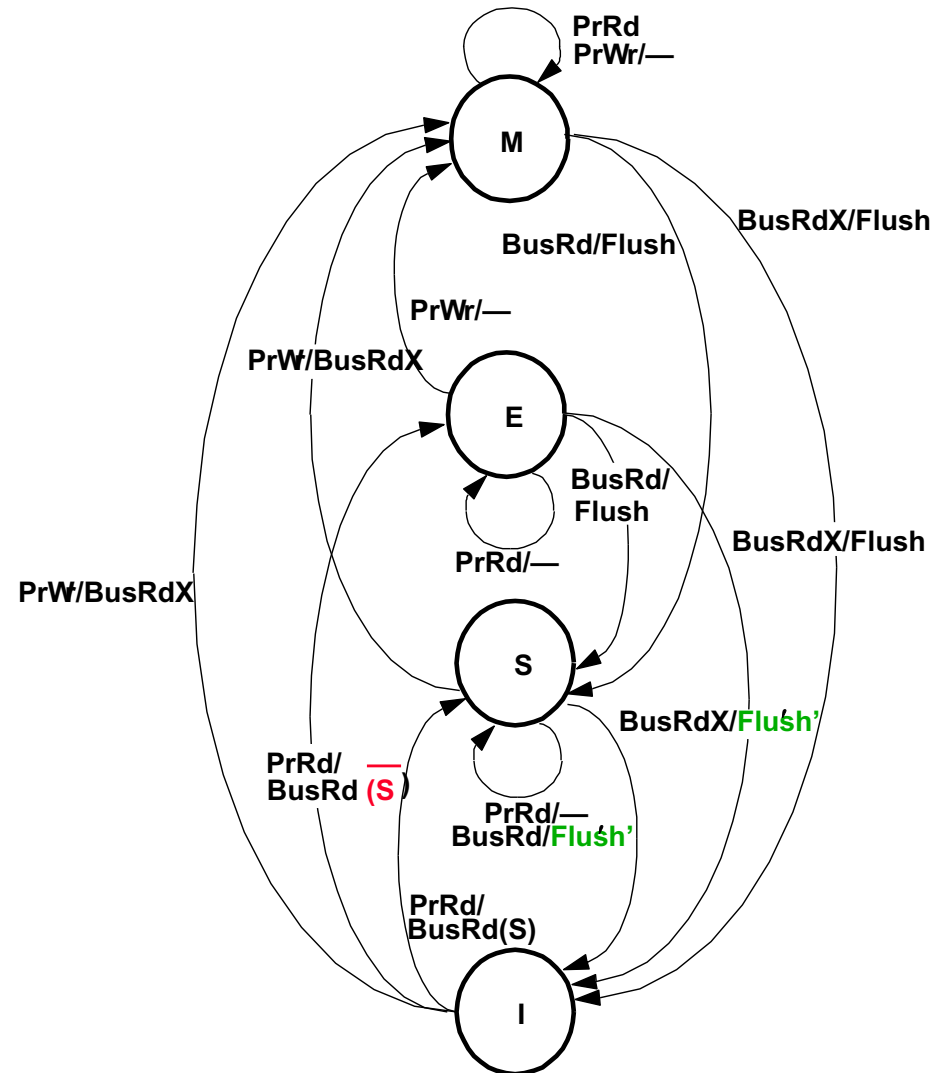 PrRd
PrWr/—
M
BusRdX/Flush
BusRd/Flush
PrWr/—
PrWr/BusRdX
E
BusRd/
Flush
BusRdX/Flush
PrRd/—
PrWr/BusRdX
S
BusRdX/Flush’
PrRd/
BusRd (S̅)
PrRd/—
BusRd/Flush’
PrRd/
BusRd(S)
I